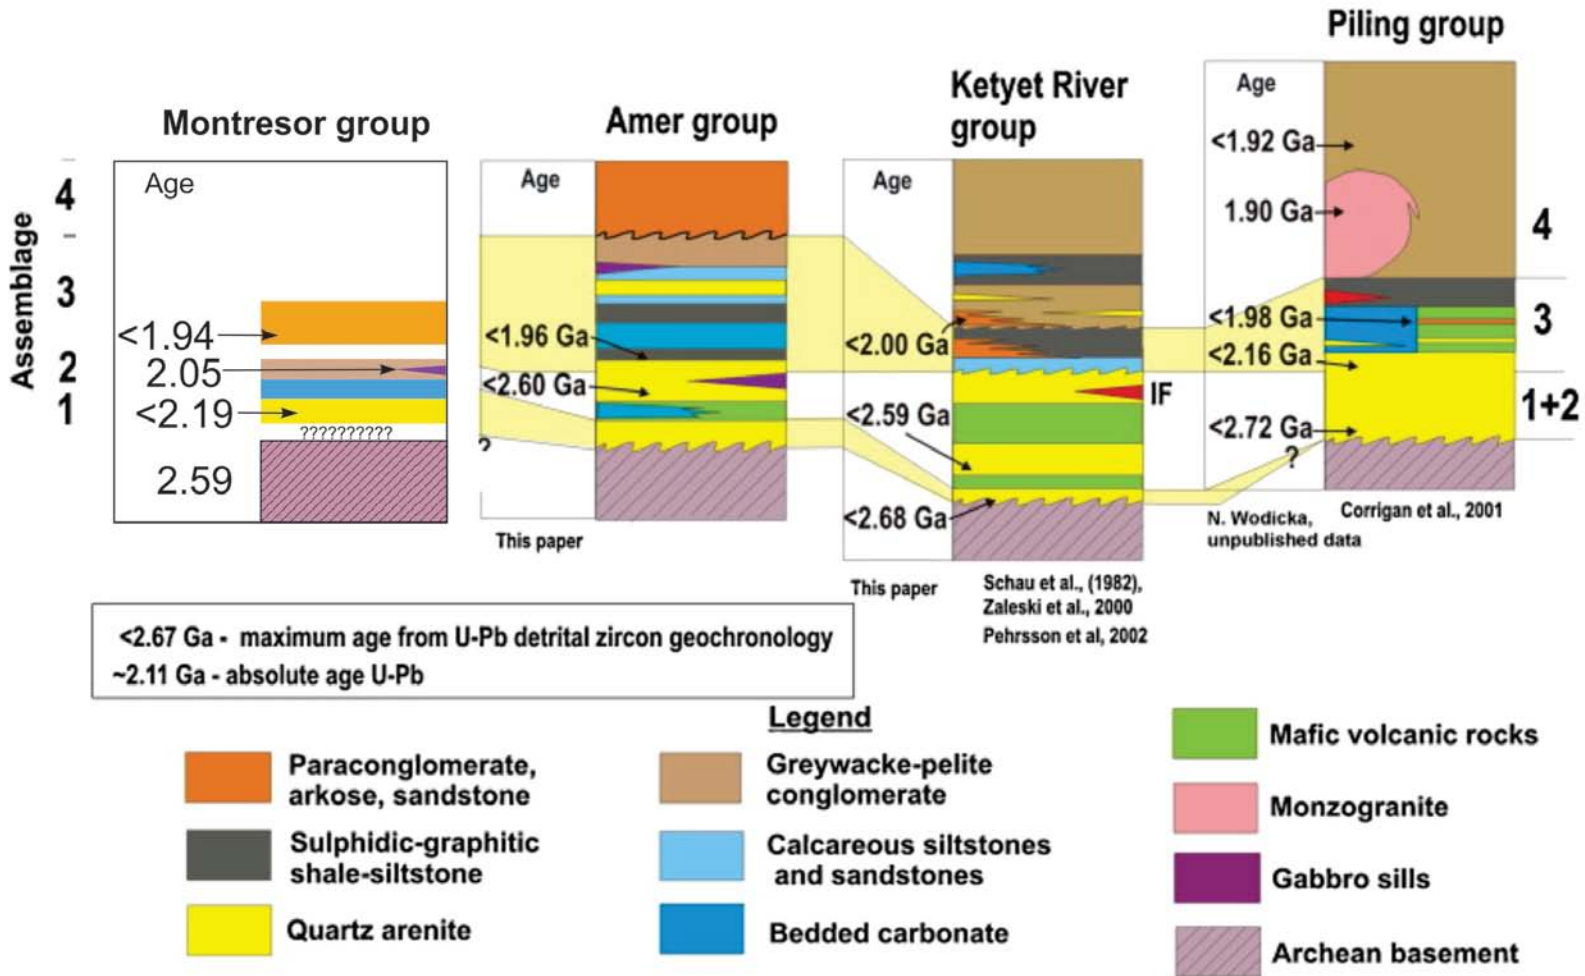 Piling group
Ketyet River
group
Amer group
Montresor group
Assemblage
4
3
2
1
Age
<1.94
2.05
<2.19
??????????
2.59
Age
<1.96 Ga
<2.60 Ga
?
This paper
Age
<2.00 Ga
<2.59 Ga
<2.68 Ga
IF
This paper
Schau et al., (1982),
Zaleski et al., 2000
Pehrsson et al, 2002
Age
<1.92 Ga
1.90 Ga
<1.98 Ga
<2.16 Ga
<2.72 Ga
?
4
3
1+2
N. Wodicka,
unpublished data
Corrigan et al., 2001
<2.67 Ga - maximum age from U-Pb detrital zircon geochronology
~2.11 Ga - absolute age U-Pb
Legend
Paraconglomerate,
arkose, sandstone
Sulphidic-graphitic
shale-siltstone
Quartz arenite
Greywacke-pelite
conglomerate
Calcareous siltstones
and sandstones
Bedded carbonate
Mafic volcanic rocks
Monzogranite
Gabbro sills
Archean basement